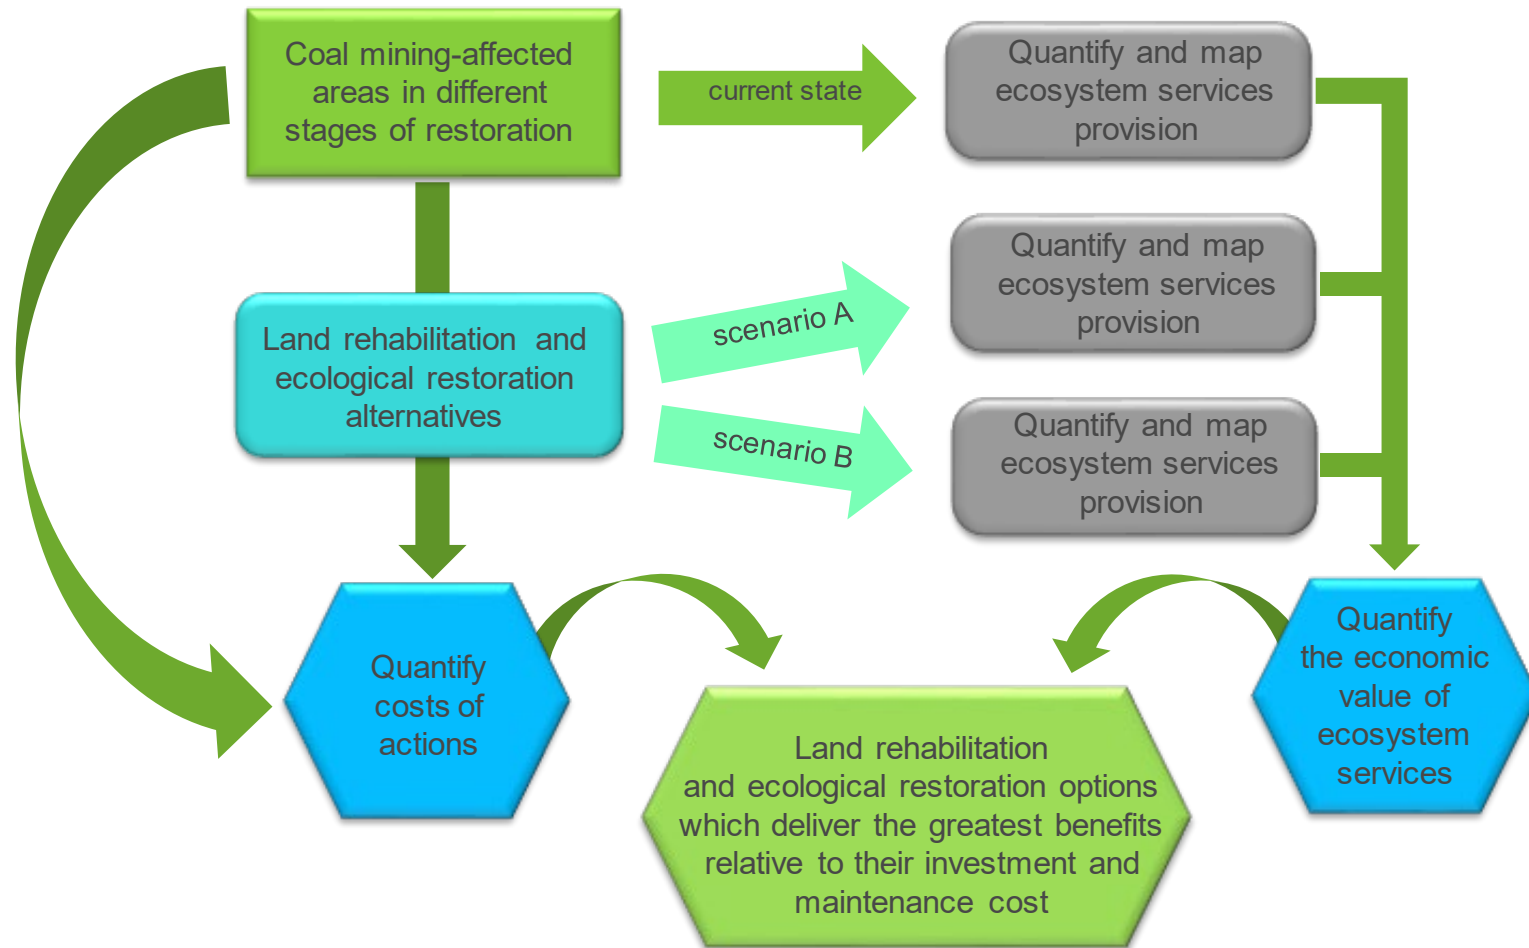 Coal mining-affected
areas in different
stages of restoration
current state
Quantify and map
ecosystem services
provision
Land rehabilitation and
ecological restoration
alternatives
scenario A
Quantify and map
ecosystem services
provision
scenario B
Quantify and map
ecosystem services
provision
Quantify
costs of
actions
Land rehabilitation
and ecological restoration options
which deliver the greatest benefits
relative to their investment and
maintenance cost
Quantify
the economic
value of
ecosystem
services